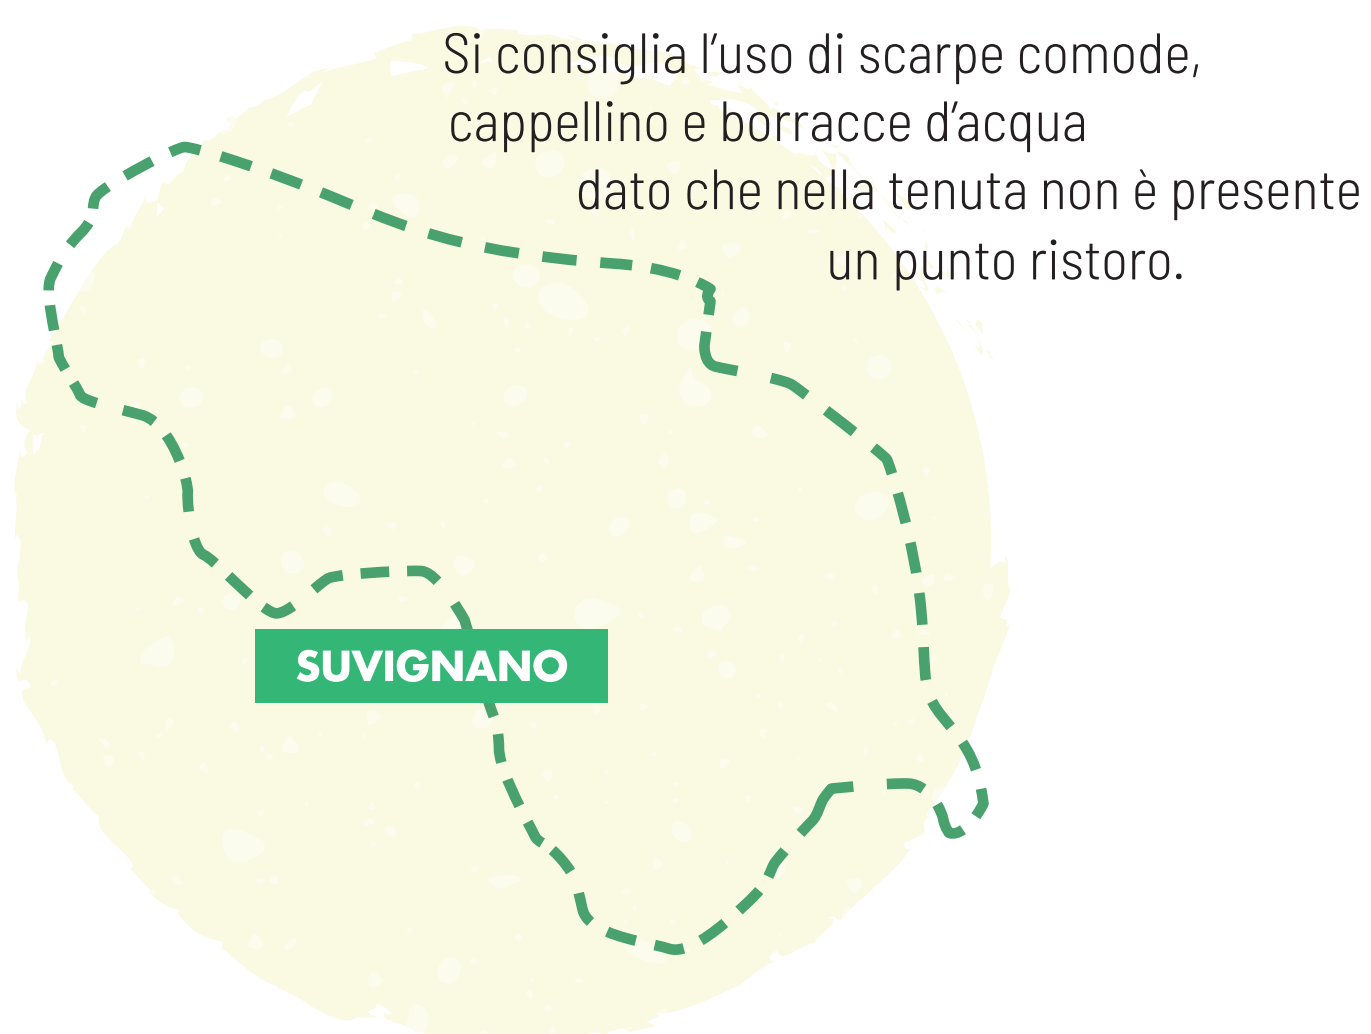 Si consiglia l’uso di scarpe comode,
cappellino e borracce d’acqua
dato che nella tenuta non è presente
un punto ristoro.
SUVIGNANO